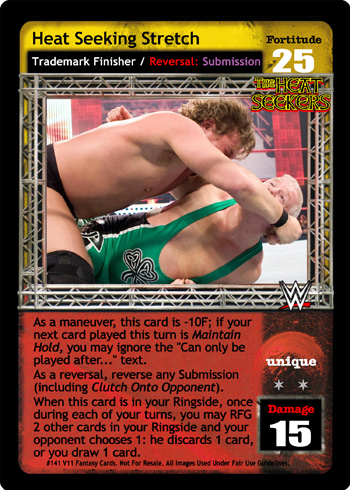 Heat Seeking Stretch
Fortitude
25
Trademark Finisher / Reversal: Submission
THE HEAT
SEEKERS
W
As a maneuver, this card is -10F; if your
next card played this turn is Maintain
Hold, you may ignore the "Can only be
played after..." text.
As a reversal, reverse any Submission
(including Clutch Onto Opponent).
When this card is in your Ringside, once
during each of your turns, you may RFG
2 other cards in your Ringside and your
opponent chooses 1: he discards 1 card,
or you draw 1 card.
unique
Damage
15
#141 V11 Fantasy Cards. Not For Resale. All Images Used Under Fair Use Guidelines.